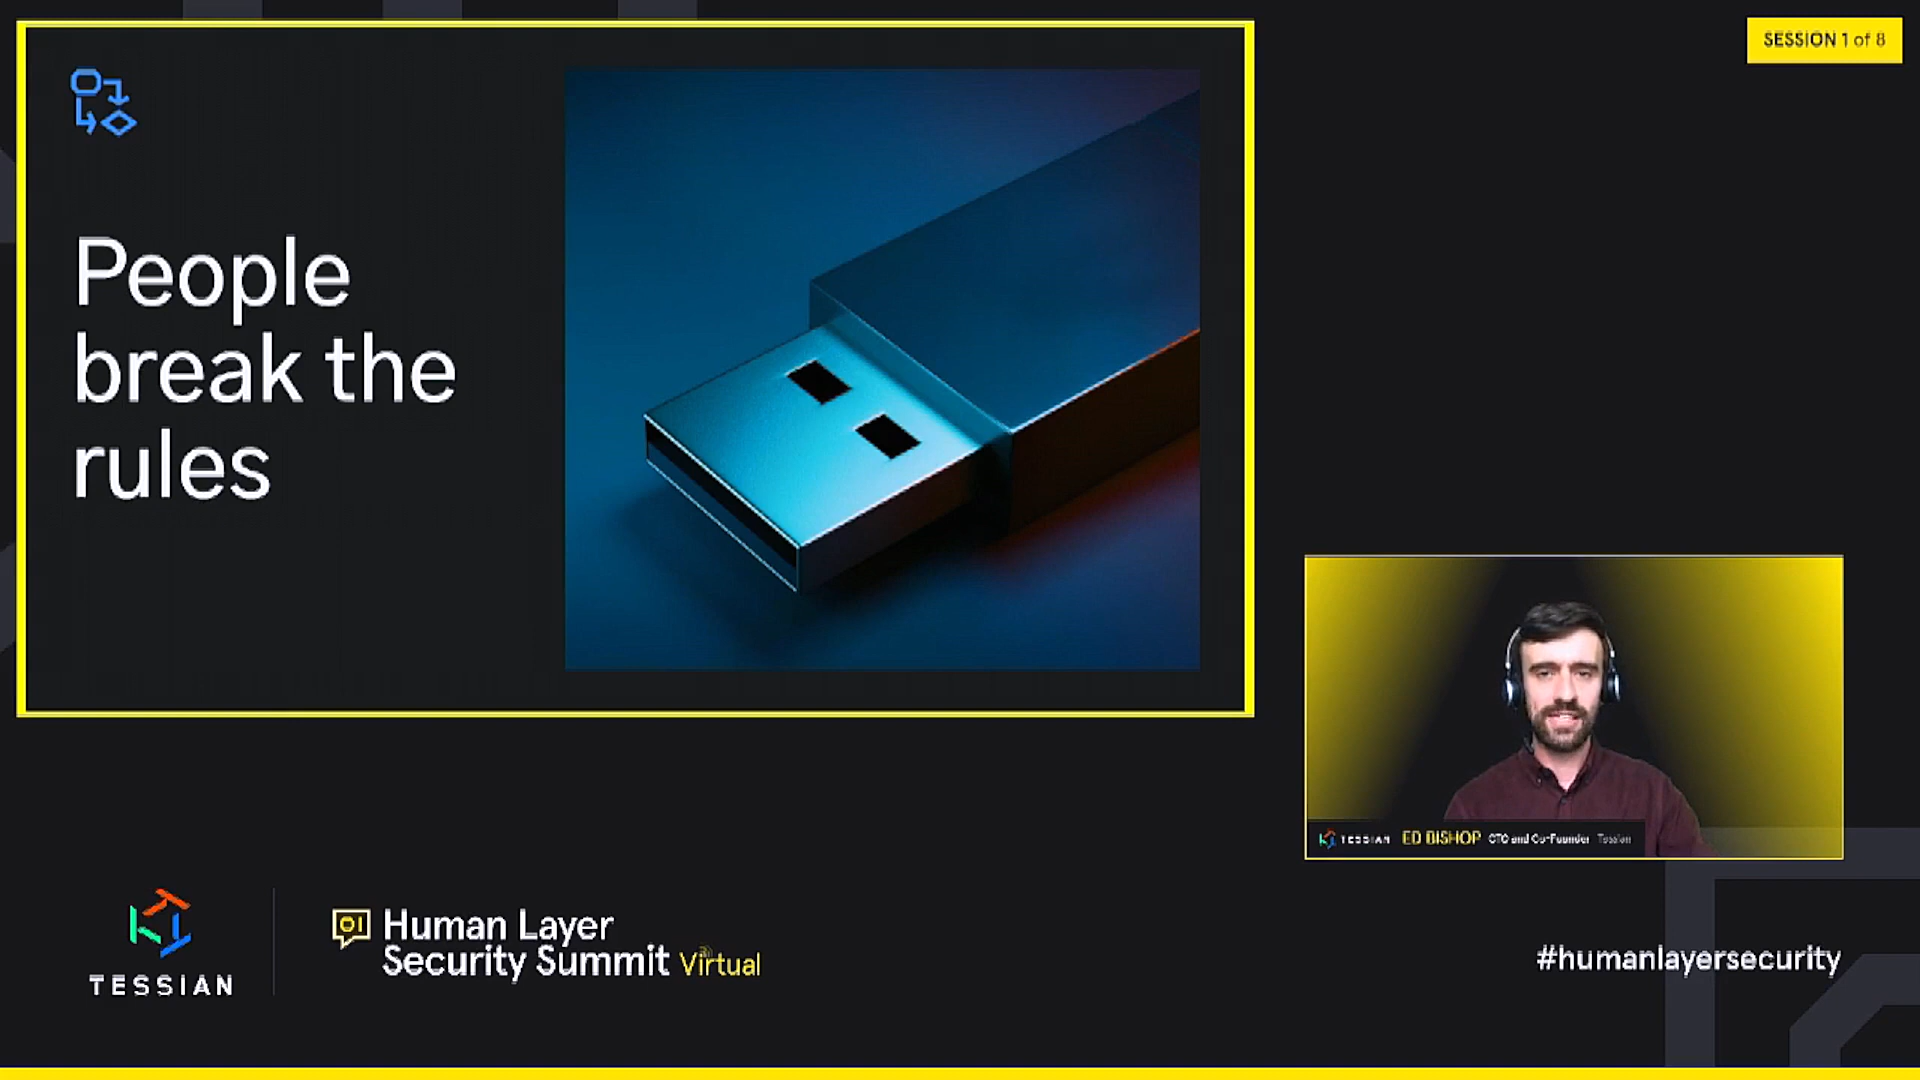 SESSION 1 of 8
People
break the
rules
TESSIAN ED BISHOP CTO and Co-Founder Tessian
TESSIAN
Human Layer
Security Summit Virtual
#humanlayersecurity